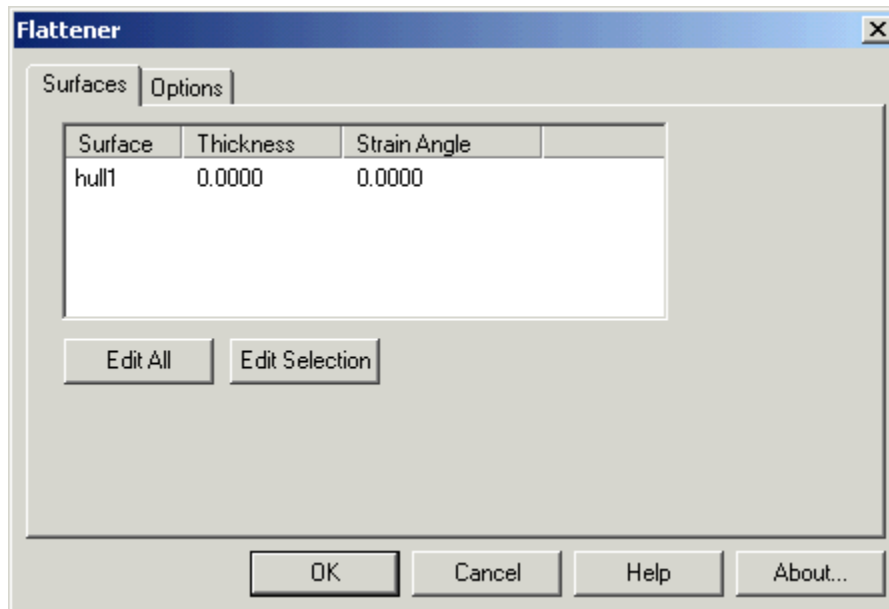 Flattener
Surfaces Options
Surface Thickness Strain Angle
hull1 0.0000 0.0000
Edit All Edit Selection
OK Cancel Help About...